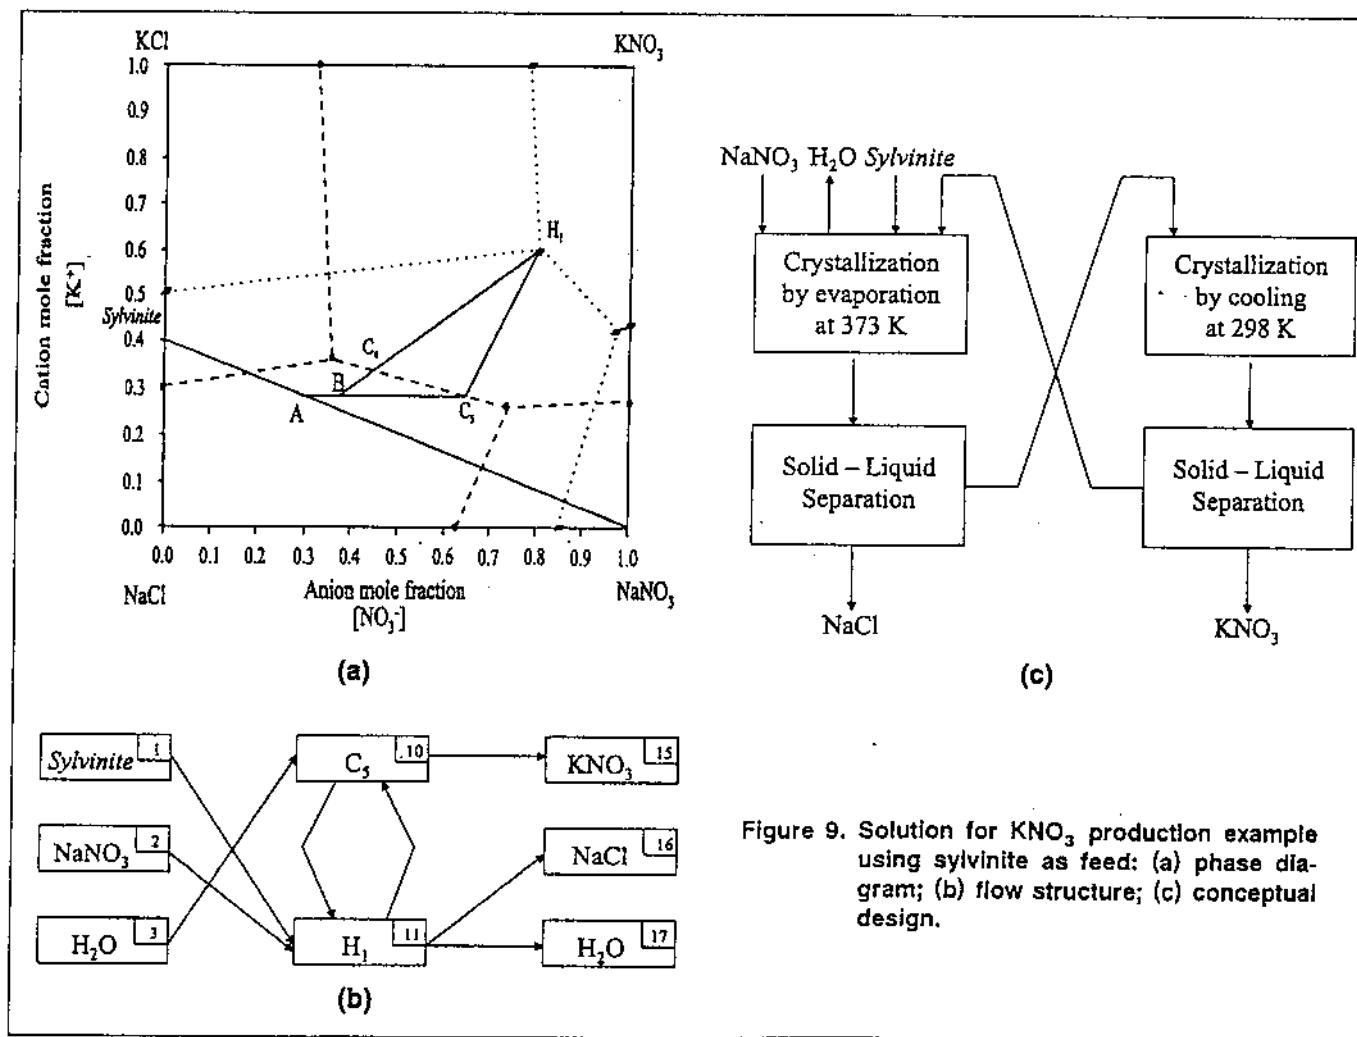 KCl
KNO3
1.0
0.9
0.8
0.7
0.6
0.5
Sylvinite
0.4
0.3
0.2
0.1
0.0
Cation mole fraction
[K+]
H1
C4
B
A
C5
0.0 0.1 0.2 0.3 0.4 0.5 0.6 0.7 0.8 0.9 1.0
NaCl
Anion mole fraction
[NO3-]
NaNO3
(a)
NaNO3 H2O Sylvinite
Crystallization
by evaporation
at 373 K
Crystallization
by cooling
at 298 K
Solid – Liquid
Separation
Solid – Liquid
Separation
NaCl
KNO3
(c)
Sylvinite 1
C5 10
KNO3 15
NaNO3 2
NaCl 16
H2O 3
H1 11
H2O 17
(b)
Figure 9. Solution for KNO3 production example
using sylvinite as feed: (a) phase dia-
gram; (b) flow structure; (c) conceptual
design.